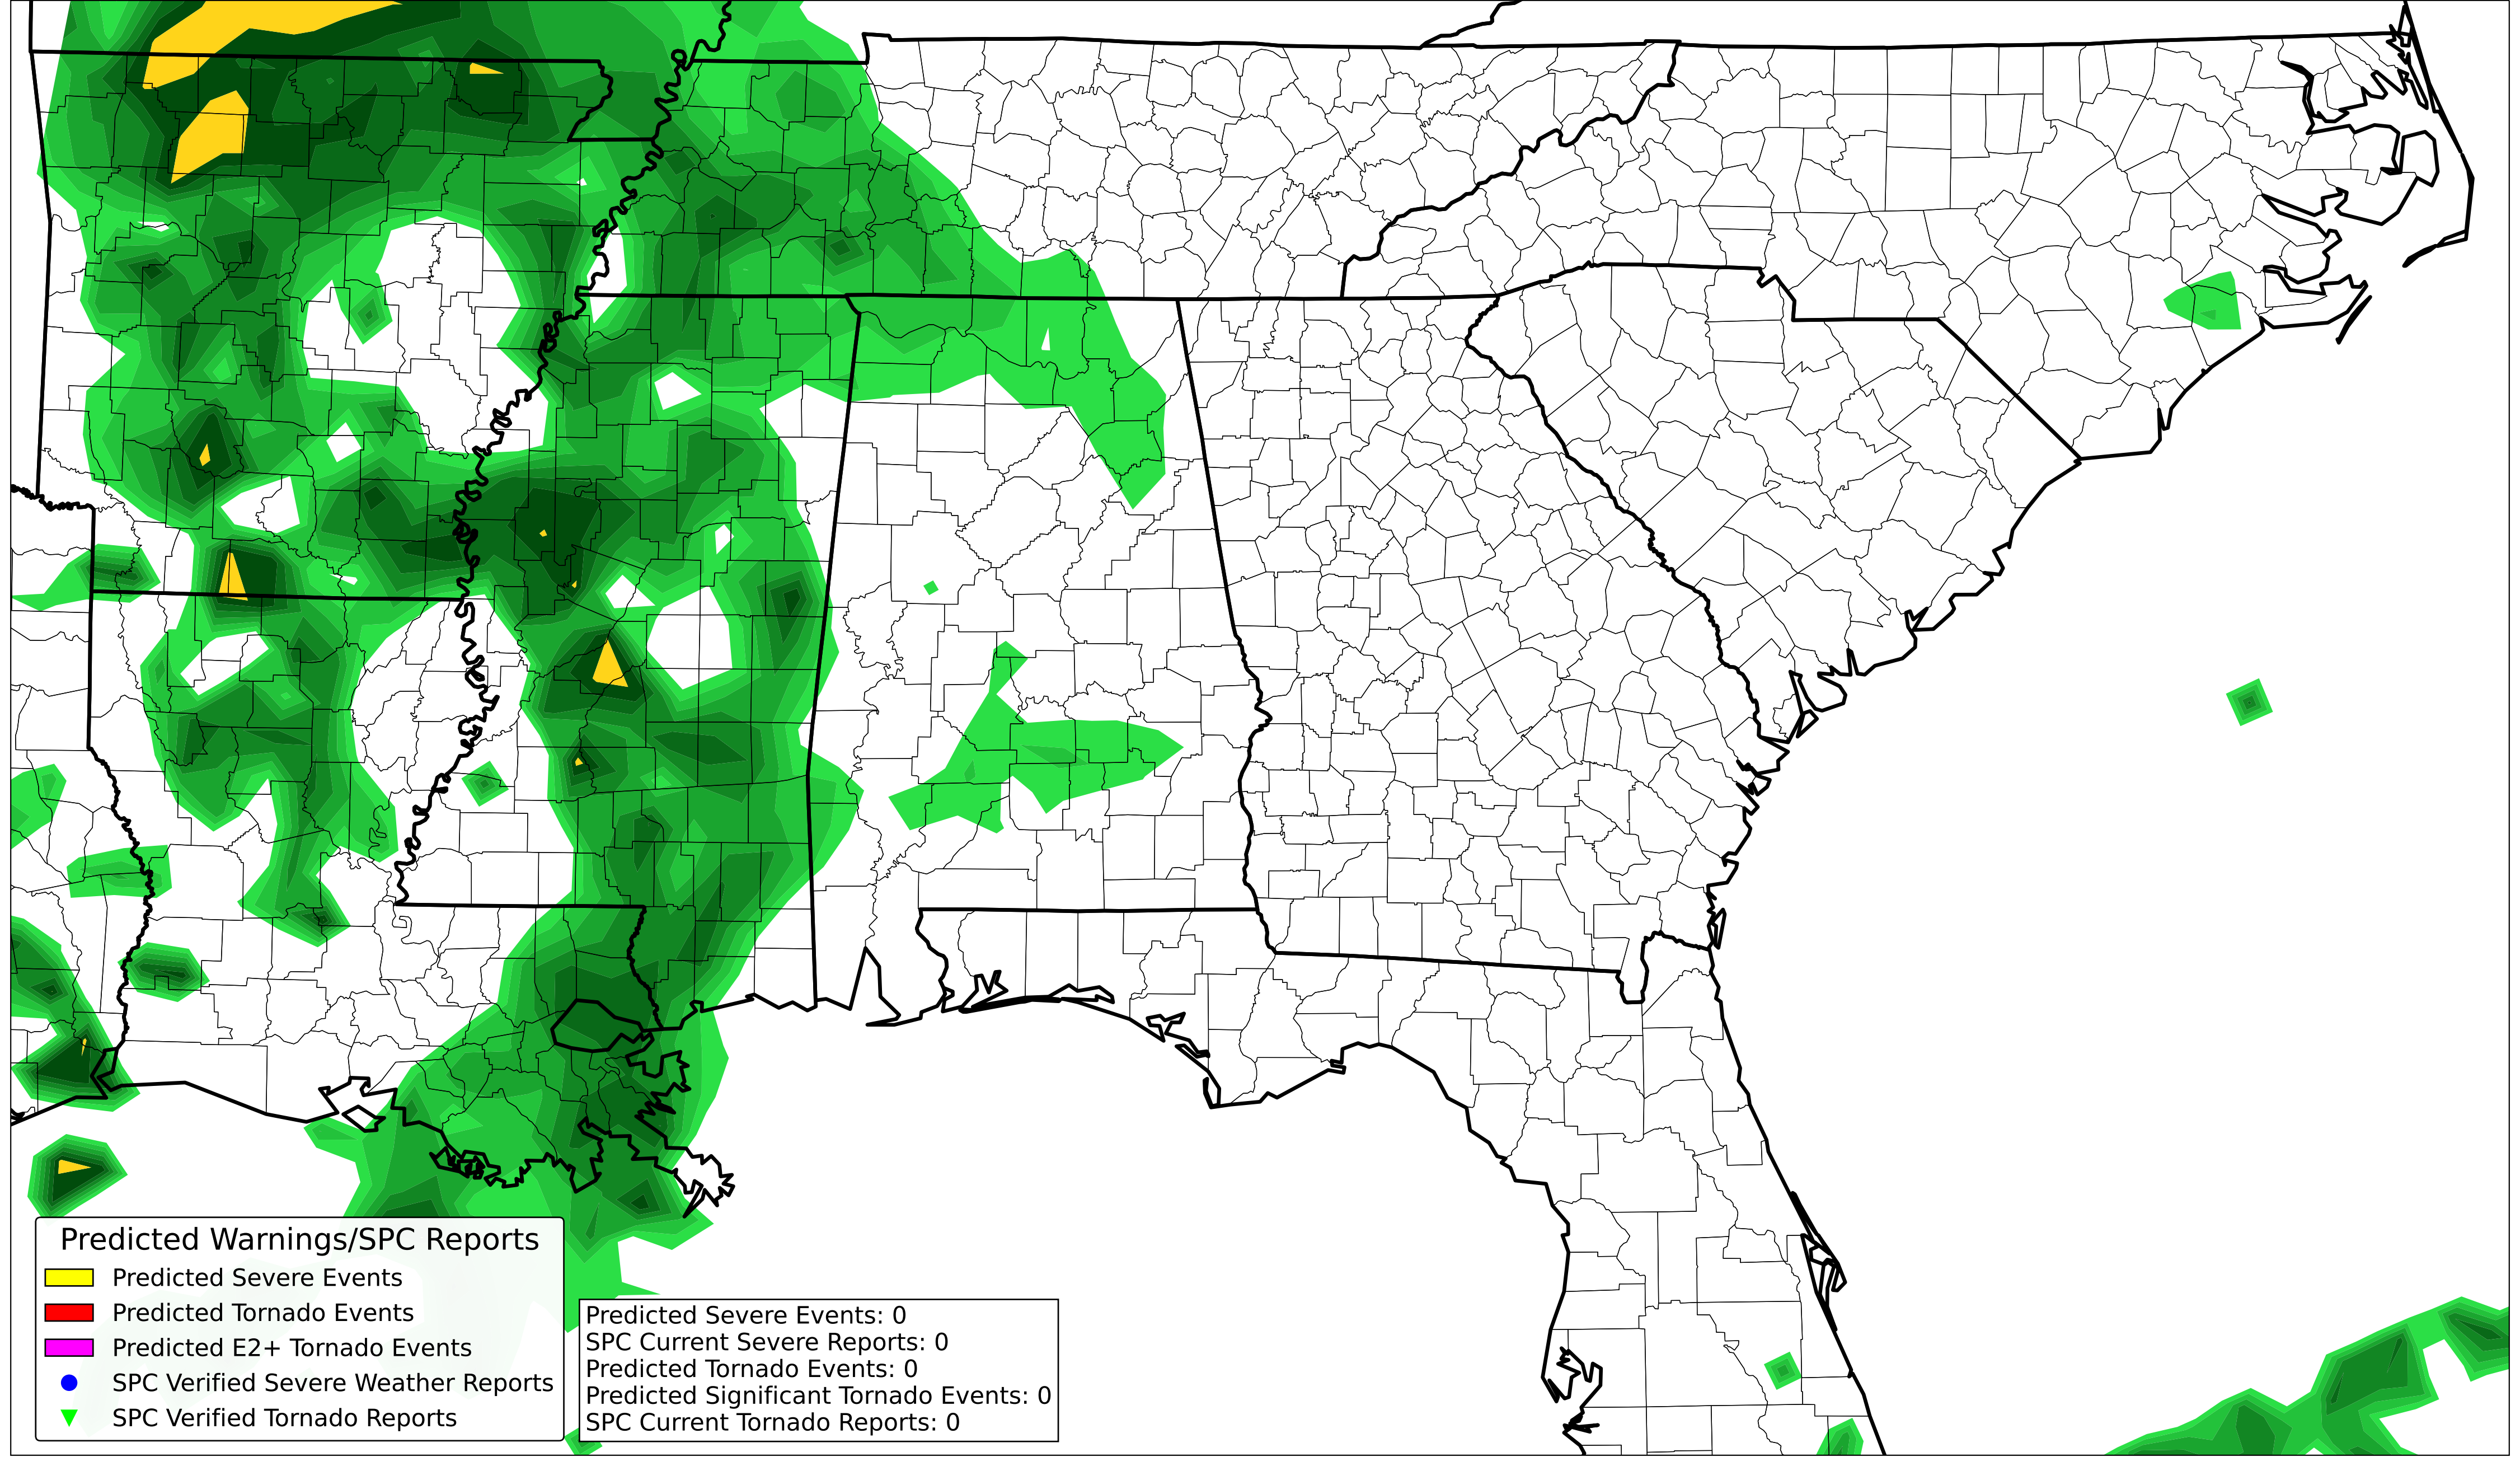 Predicted Warnings/SPC Reports
Predicted Severe Events
Predicted Tornado Events
Predicted E2+ Tornado Events
SPC Verified Severe Weather Reports
SPC Verified Tornado Reports
Predicted Severe Events: 0
SPC Current Severe Reports: 0
Predicted Tornado Events: 0
Predicted Significant Tornado Events: 0
SPC Current Tornado Reports: 0